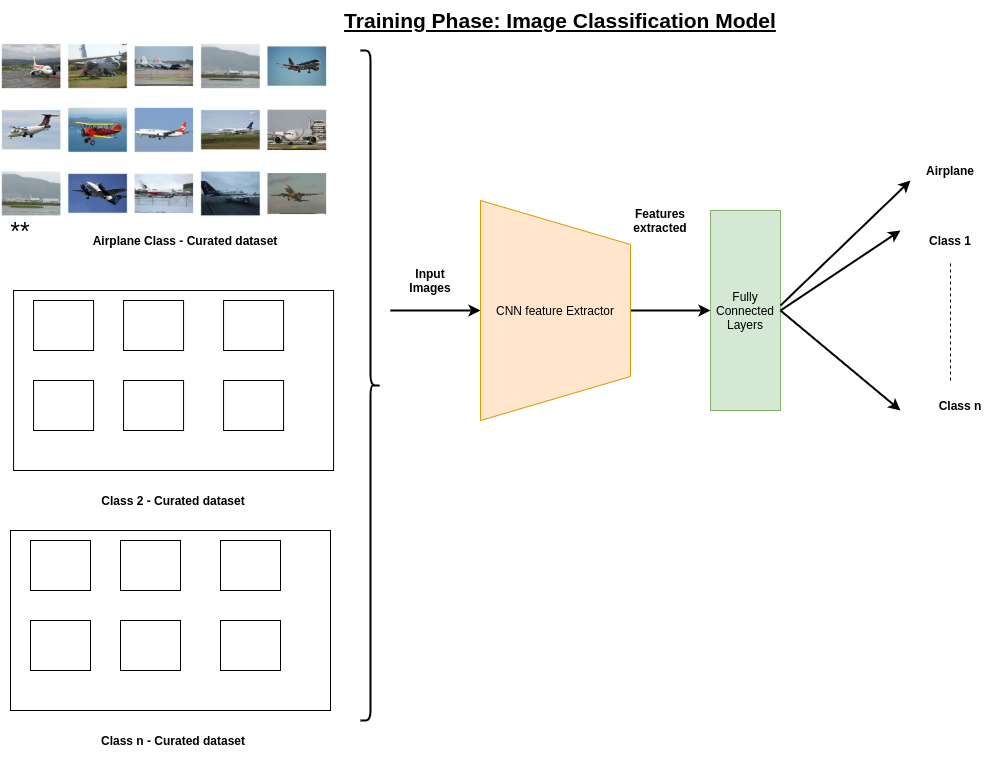 Training Phase: Image Classification Model
**
Airplane Class - Curated dataset
Class 2 - Curated dataset
Class n - Curated dataset
Input
Images
CNN feature Extractor
Features
extracted
Fully
Connected
Layers
Airplane
Class 1
Class n